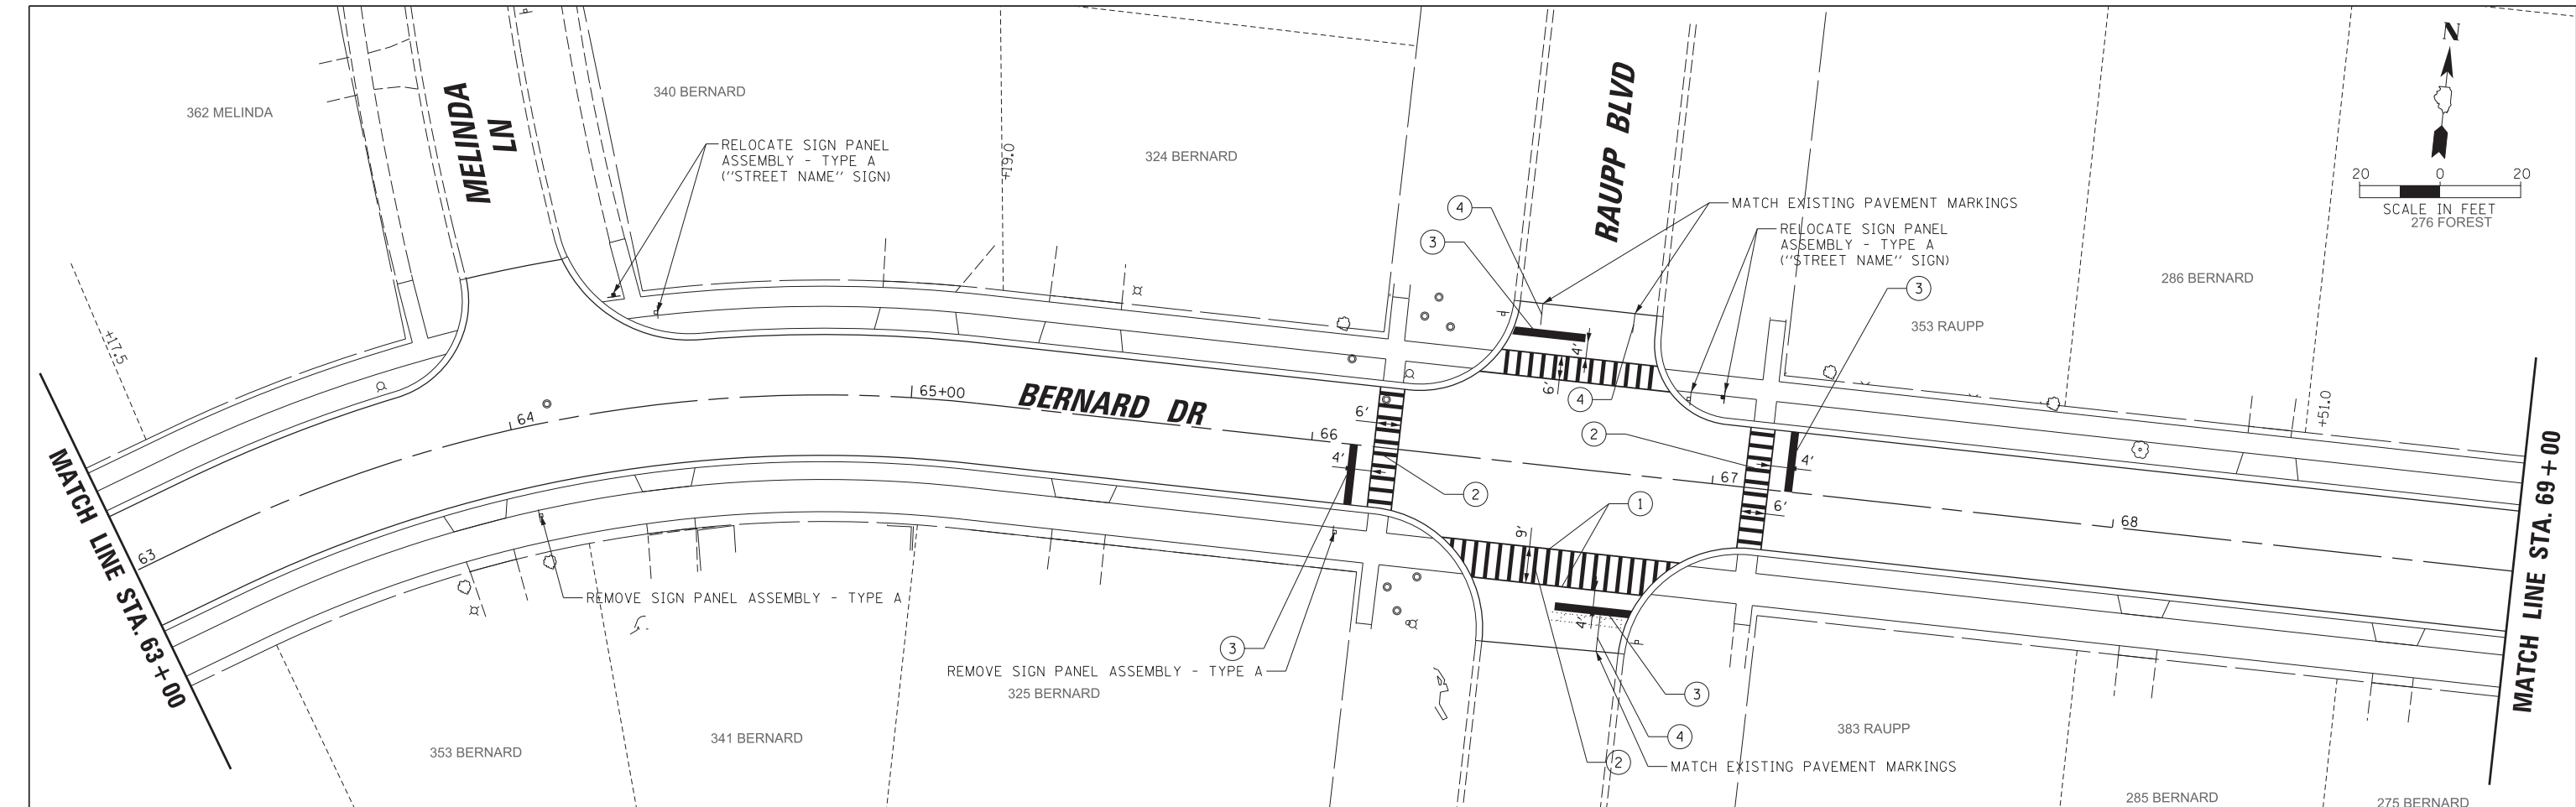 362 MELINDA
MELINDA
LN
340 BERNARD
RELOCATE SIGN PANEL
ASSEMBLY - TYPE A
("STREET NAME" SIGN)
+19.0
324 BERNARD
RAUPP BLVD
4
3
MATCH EXISTING PAVEMENT MARKINGS
RELOCATE SIGN PANEL
ASSEMBLY - TYPE A
("STREET NAME" SIGN)
3
353 RAUPP
286 BERNARD
N
20 0 20
SCALE IN FEET
276 FOREST
+17.5
+51.0
4'
6'
4
64
65+00
BERNARD DR
6'
66
4'
2
2
67
4'
6'
1
68
63
MATCH LINE STA. 63+00
MATCH LINE STA. 69+00
9'
4'
REMOVE SIGN PANEL ASSEMBLY - TYPE A
3
REMOVE SIGN PANEL ASSEMBLY - TYPE A
325 BERNARD
3
4
2
MATCH EXISTING PAVEMENT MARKINGS
353 BERNARD
341 BERNARD
383 RAUPP
285 BERNARD
275 BERNARD